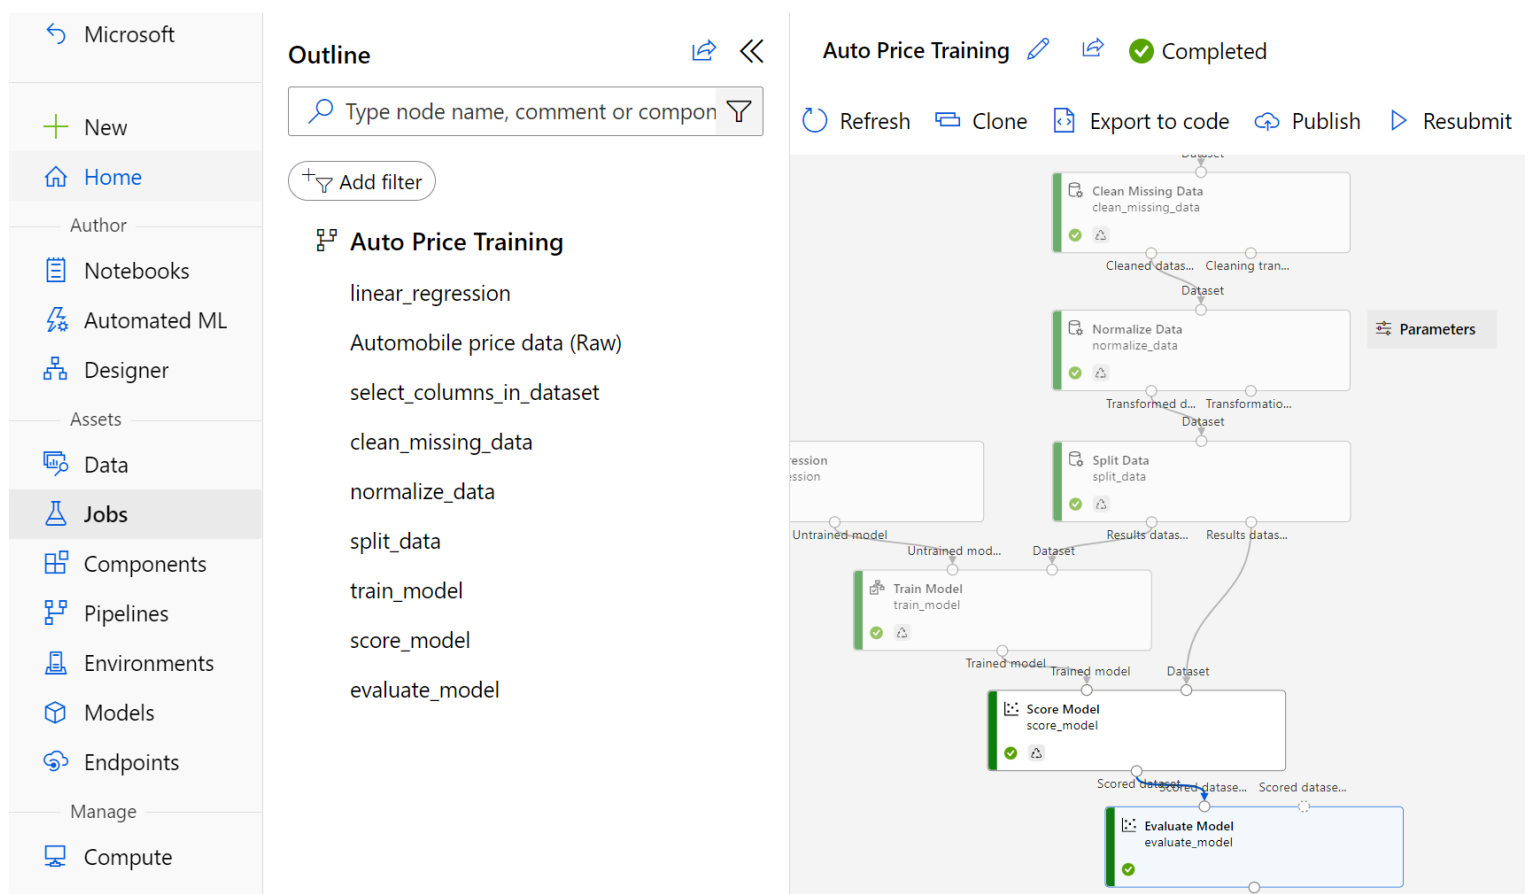 Microsoft
New
Home
Author
Notebooks
Automated ML
Designer
Assets
Data
Jobs
Components
Pipelines
Environments
Models
Endpoints
Manage
Compute
Outline
Type node name, comment or compon
Add filter
Auto Price Training
linear_regression
Automobile price data (Raw)
select_columns_in_dataset
clean_missing_data
normalize_data
split_data
train_model
score_model
evaluate_model
Auto Price Training
Completed
Refresh Clone Export to code Publish Resubmit
Dataset
Clean Missing Data
clean_missing_data
Cleaned datas... Cleaning tran...
Dataset
Normalize Data
normalize_data
Parameters
Transformed d... Transformatio...
Dataset
ression
ession
Split Data
split_data
Untrained model
Results datas... Results datas...
Untrained mod... Dataset
Train Model
train_model
Trained model
Trained model Dataset
Score Model
score_model
Scored dataset
Scored datase... Scored datase...
Evaluate Model
evaluate_model